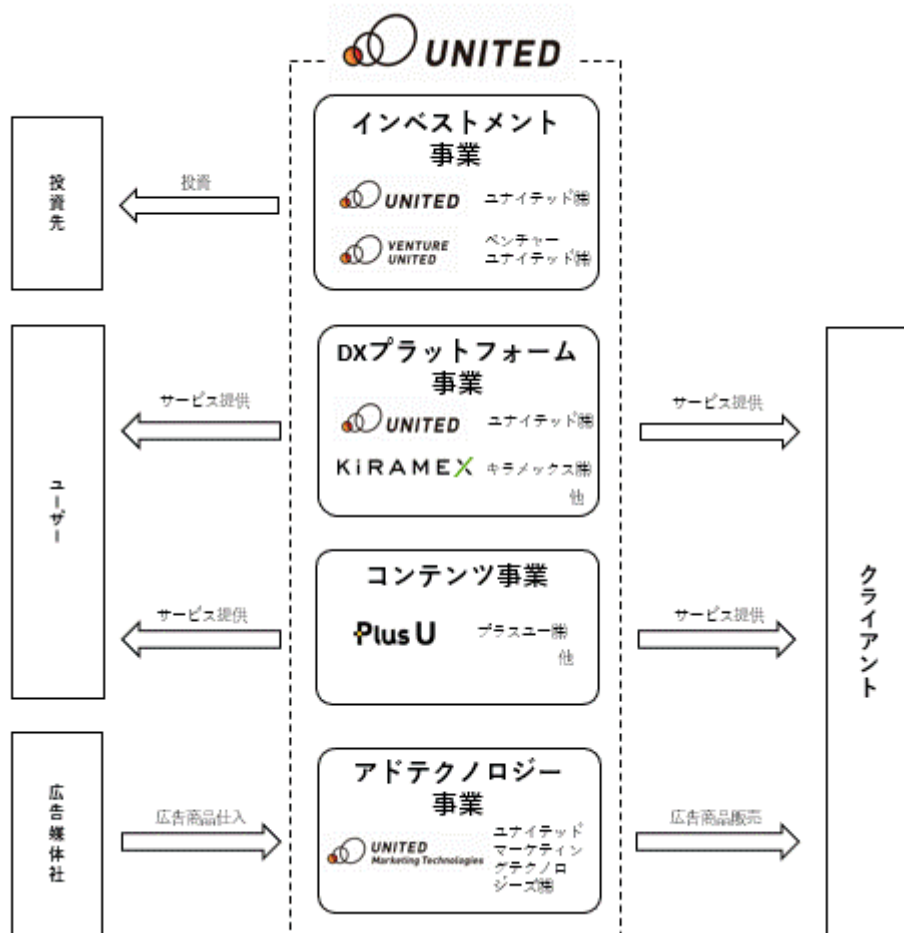 UNITED
インベストメント
事業
投資先
投資
UNITED
ユナイテッド㈱
VENTURE
UNITED
ベンチャー
ユナイテッド㈱
DXプラットフォーム
事業
サービス提供
UNITED
ユナイテッド㈱
サービス提供
KiRAMEX
キラメックス㈱
他
ユーザー
コンテンツ事業
サービス提供
Plus U
プラスユー㈱
他
サービス提供
クライアント
アドテクノロジー
事業
広告媒体社
広告商品仕入
UNITED
Marketing Technologies
ユナイテッド
マーケティン
グテクノロ
ジーズ㈱
広告商品販売